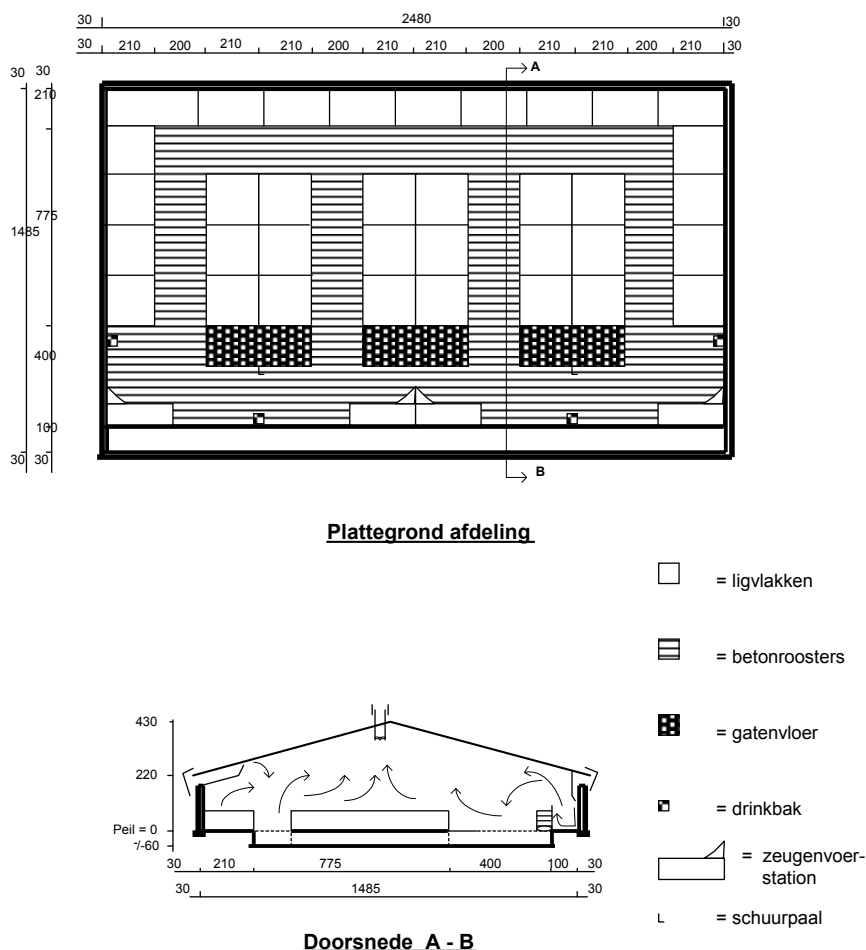 30 2480 30
30 210 200 210 210 200 210 210 200 210 210 200 210 30
A
30 30
210
775
1485
400
100
30 30
B
Plattegrond afdeling
= ligvlakken
= betonroosters
= gatenvloer
= drinkbak
= zeugenvoer-
station
= schuurpaal
430
220
Peil = 0
-/-60
30 210 775 400 100 30
30 1485 30
Doorsnede A - B